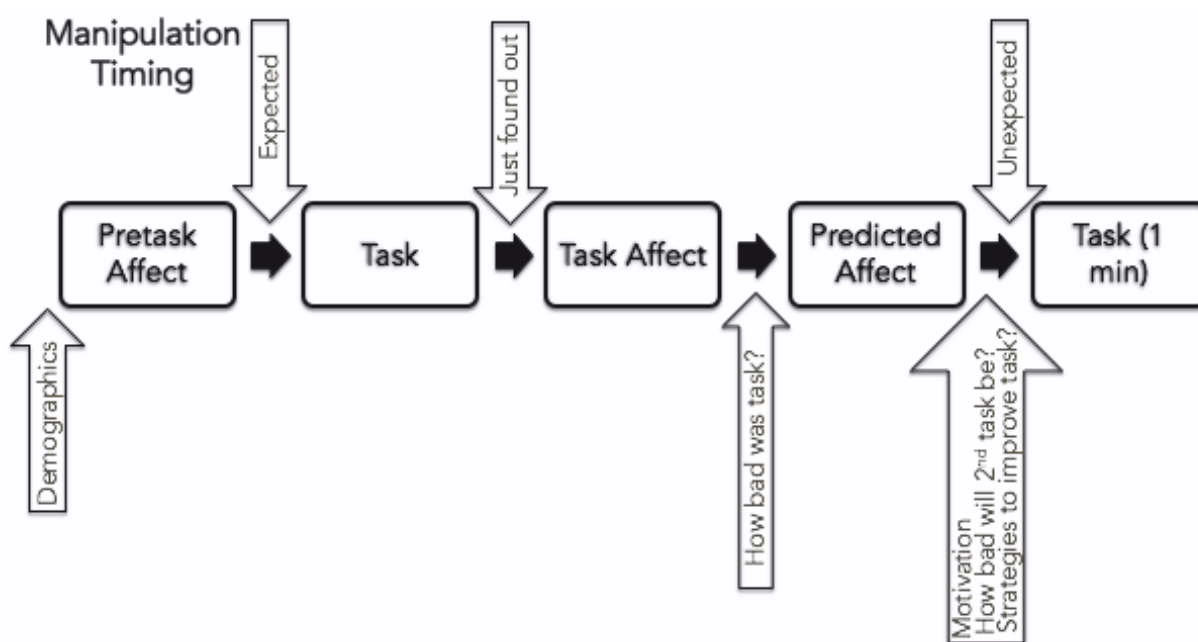 Manipulation
Timing
Expected
Just found out
Unexpected
Pretask
Affect
Task
Task Affect
Predicted
Affect
Task (1
min)
Demographics
How bad was task?
Motivation
How bad will 2nd task be?
Strategies to improve task?